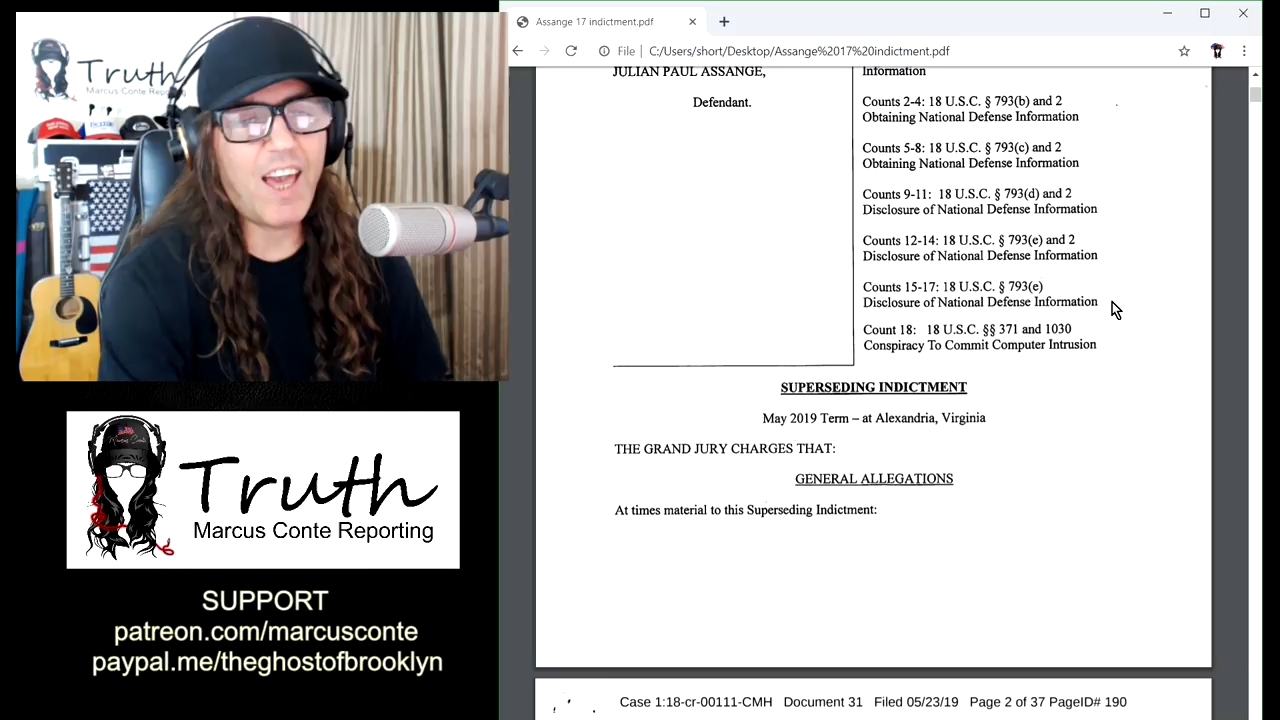 Truth
Marcus Conte Reporting
Truth
Marcus Conte Reporting
SUPPORT
patreon.com/marcusconte
paypal.me/theghostofbrooklyn
Assange 17 indictment.pdf
File | C:/Users/short/Desktop/Assange%2017%20indictment.pdf
JULIAN PAUL ASSANGE,
Defendant.
Information
Counts 2-4: 18 U.S.C. § 793(b) and 2
Obtaining National Defense Information
Counts 5-8: 18 U.S.C. § 793(c) and 2
Obtaining National Defense Information
Counts 9-11: 18 U.S.C. § 793(d) and 2
Disclosure of National Defense Information
Counts 12-14: 18 U.S.C. § 793(e) and 2
Disclosure of National Defense Information
Counts 15-17: 18 U.S.C. § 793(e)
Disclosure of National Defense Information
Count 18: 18 U.S.C. §§ 371 and 1030
Conspiracy To Commit Computer Intrusion
SUPERSEDING INDICTMENT
May 2019 Term – at Alexandria, Virginia
THE GRAND JURY CHARGES THAT:
GENERAL ALLEGATIONS
At times material to this Superseding Indictment:
Case 1:18-cr-00111-CMH Document 31 Filed 05/23/19 Page 2 of 37 PageID# 190